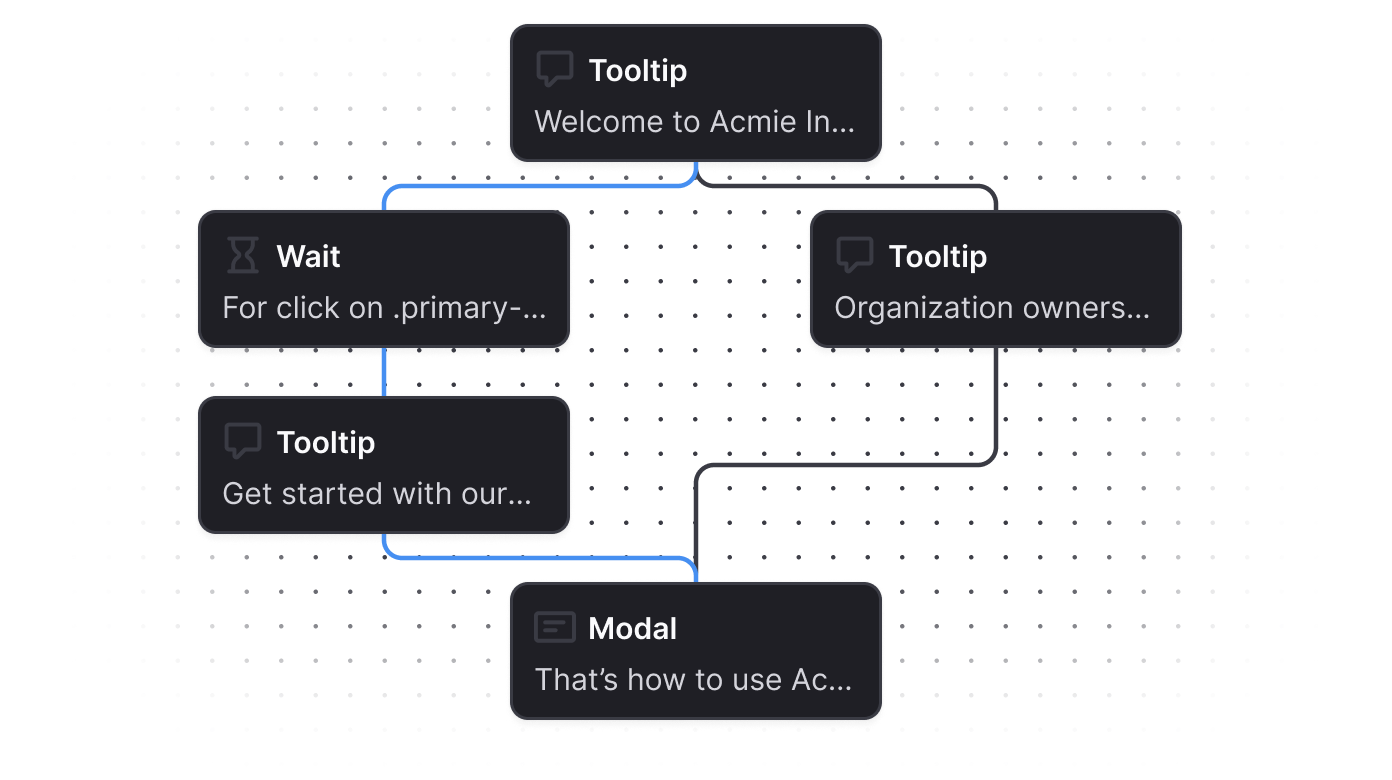 Tooltip
Welcome to Acmie In...
Wait
For click on .primary-...
Tooltip
Organization owners...
Tooltip
Get started with our...
Modal
That’s how to use Ac...